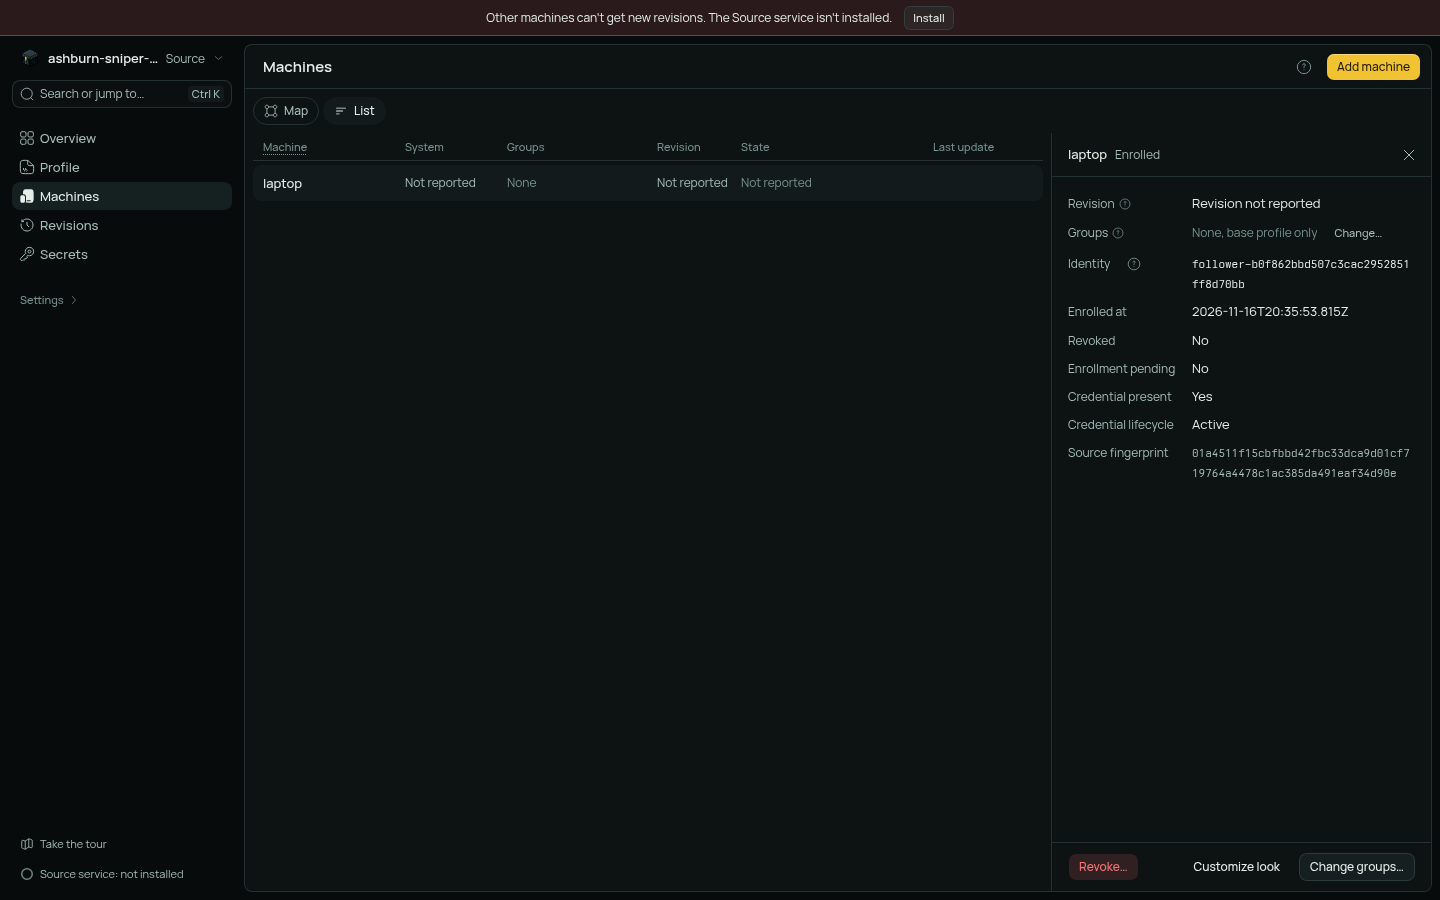 Other machines can't get new revisions. The Source service isn't installed. Install
ashburn-sniper-... Source
Search or jump to... Ctrl K
Overview
Profile
Machines
Revisions
Secrets
Settings
Take the tour
Source service: not installed
Machines
Add machine
Map List
Machine System Groups Revision State Last update
laptop Not reported None Not reported Not reported
laptop Enrolled
Revision Revision not reported
Groups None, base profile only Change...
Identity follower-b0f862bbd507c3cac2952851
ff8d70bb
Enrolled at 2026-11-16T20:35:53.815Z
Revoked No
Enrollment pending No
Credential present Yes
Credential lifecycle Active
Source fingerprint 01a4511f15cbfbbd42fbc33dca9d01cf7
19764a4478c1ac385da491eaf34d90e
Revoke... Customize look Change groups...